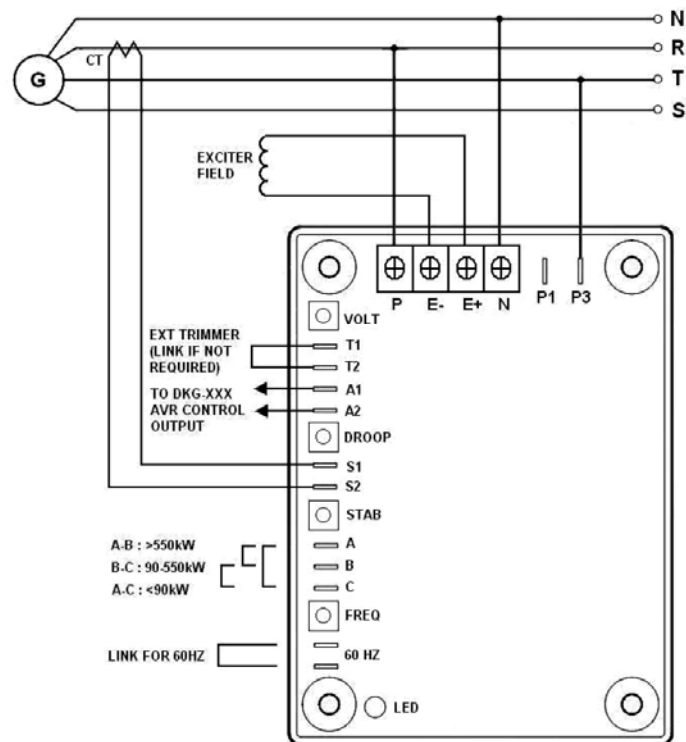 N
R
CT
G
T
S
EXCITER
FIELD
P
E-
E+
N
P1
P3
VOLT
EXT TRIMMER
(LINK IF NOT
REQUIRED)
T1
T2
TO DKG-XXX
AVR CONTROL
OUTPUT
A1
A2
DROOP
S1
S2
STAB
A-B : >550kW
B-C : 90-550kW
A-C : <90kW
A
B
C
FREQ
LINK FOR 60HZ
60 HZ
LED